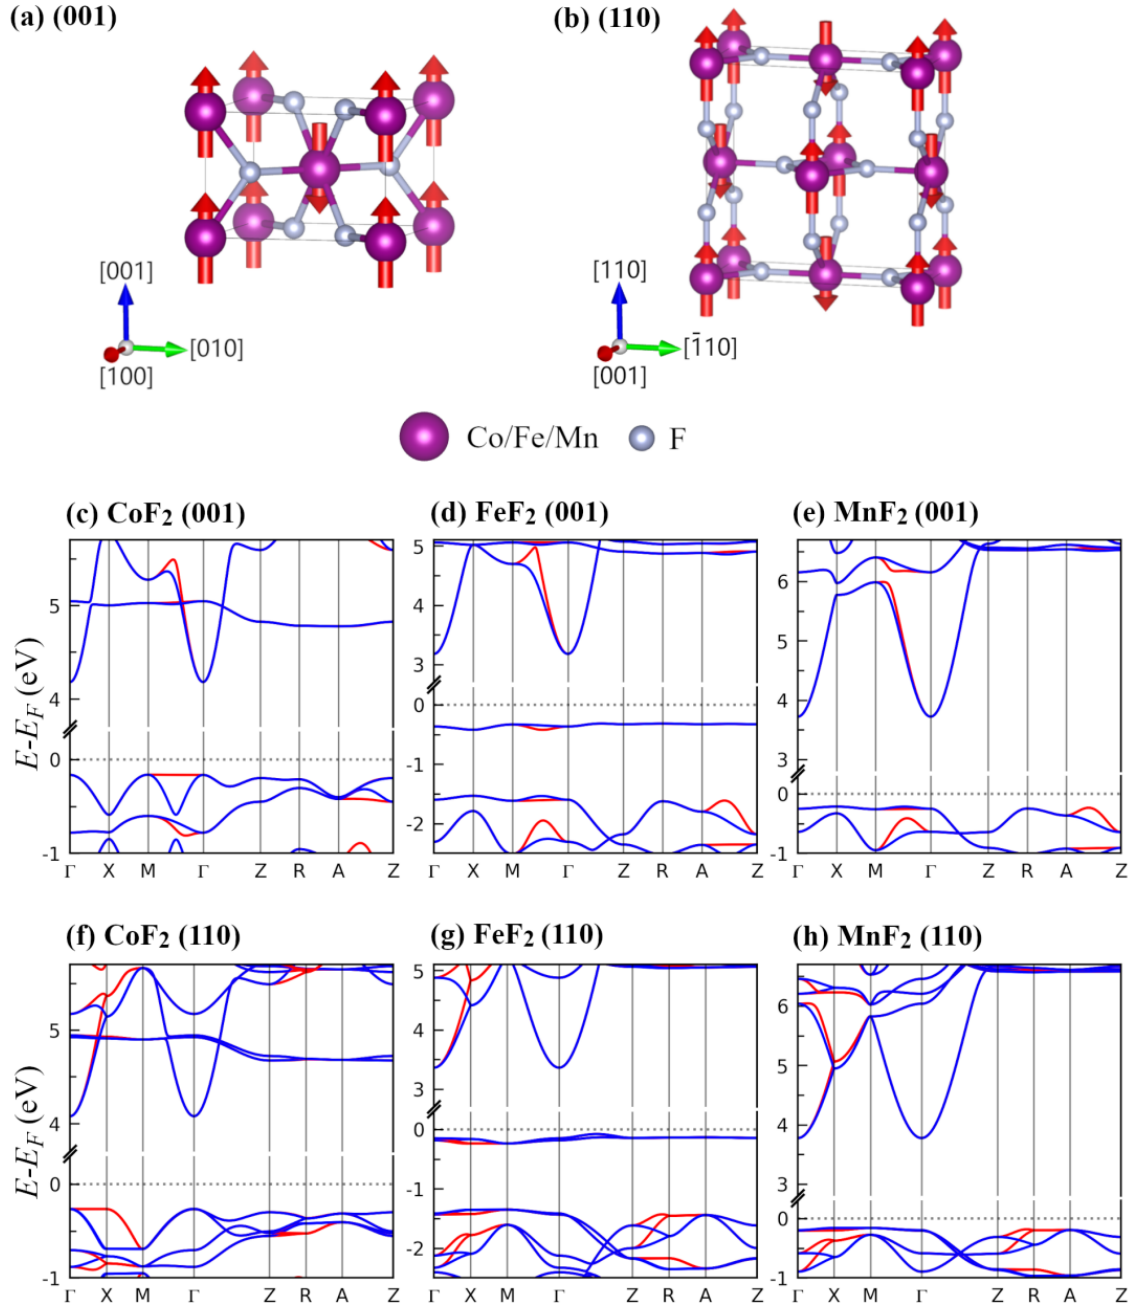 (a) (001)
(b) (110)
[001]
[010]
[100]
[110]
[1̄10]
[001]
Co/Fe/Mn
F
(c) CoF₂ (001)
(d) FeF₂ (001)
(e) MnF₂ (001)
E-E_F (eV)
5
4
0
-1
Γ X M Γ Z R A Z
5
4
3
0
-1
-2
Γ X M Γ Z R A Z
6
5
4
3
0
-1
Γ X M Γ Z R A Z
(f) CoF₂ (110)
(g) FeF₂ (110)
(h) MnF₂ (110)
E-E_F (eV)
5
4
0
-1
Γ X M Γ Z R A Z
5
4
3
0
-1
-2
Γ X M Γ Z R A Z
6
5
4
3
0
-1
Γ X M Γ Z R A Z